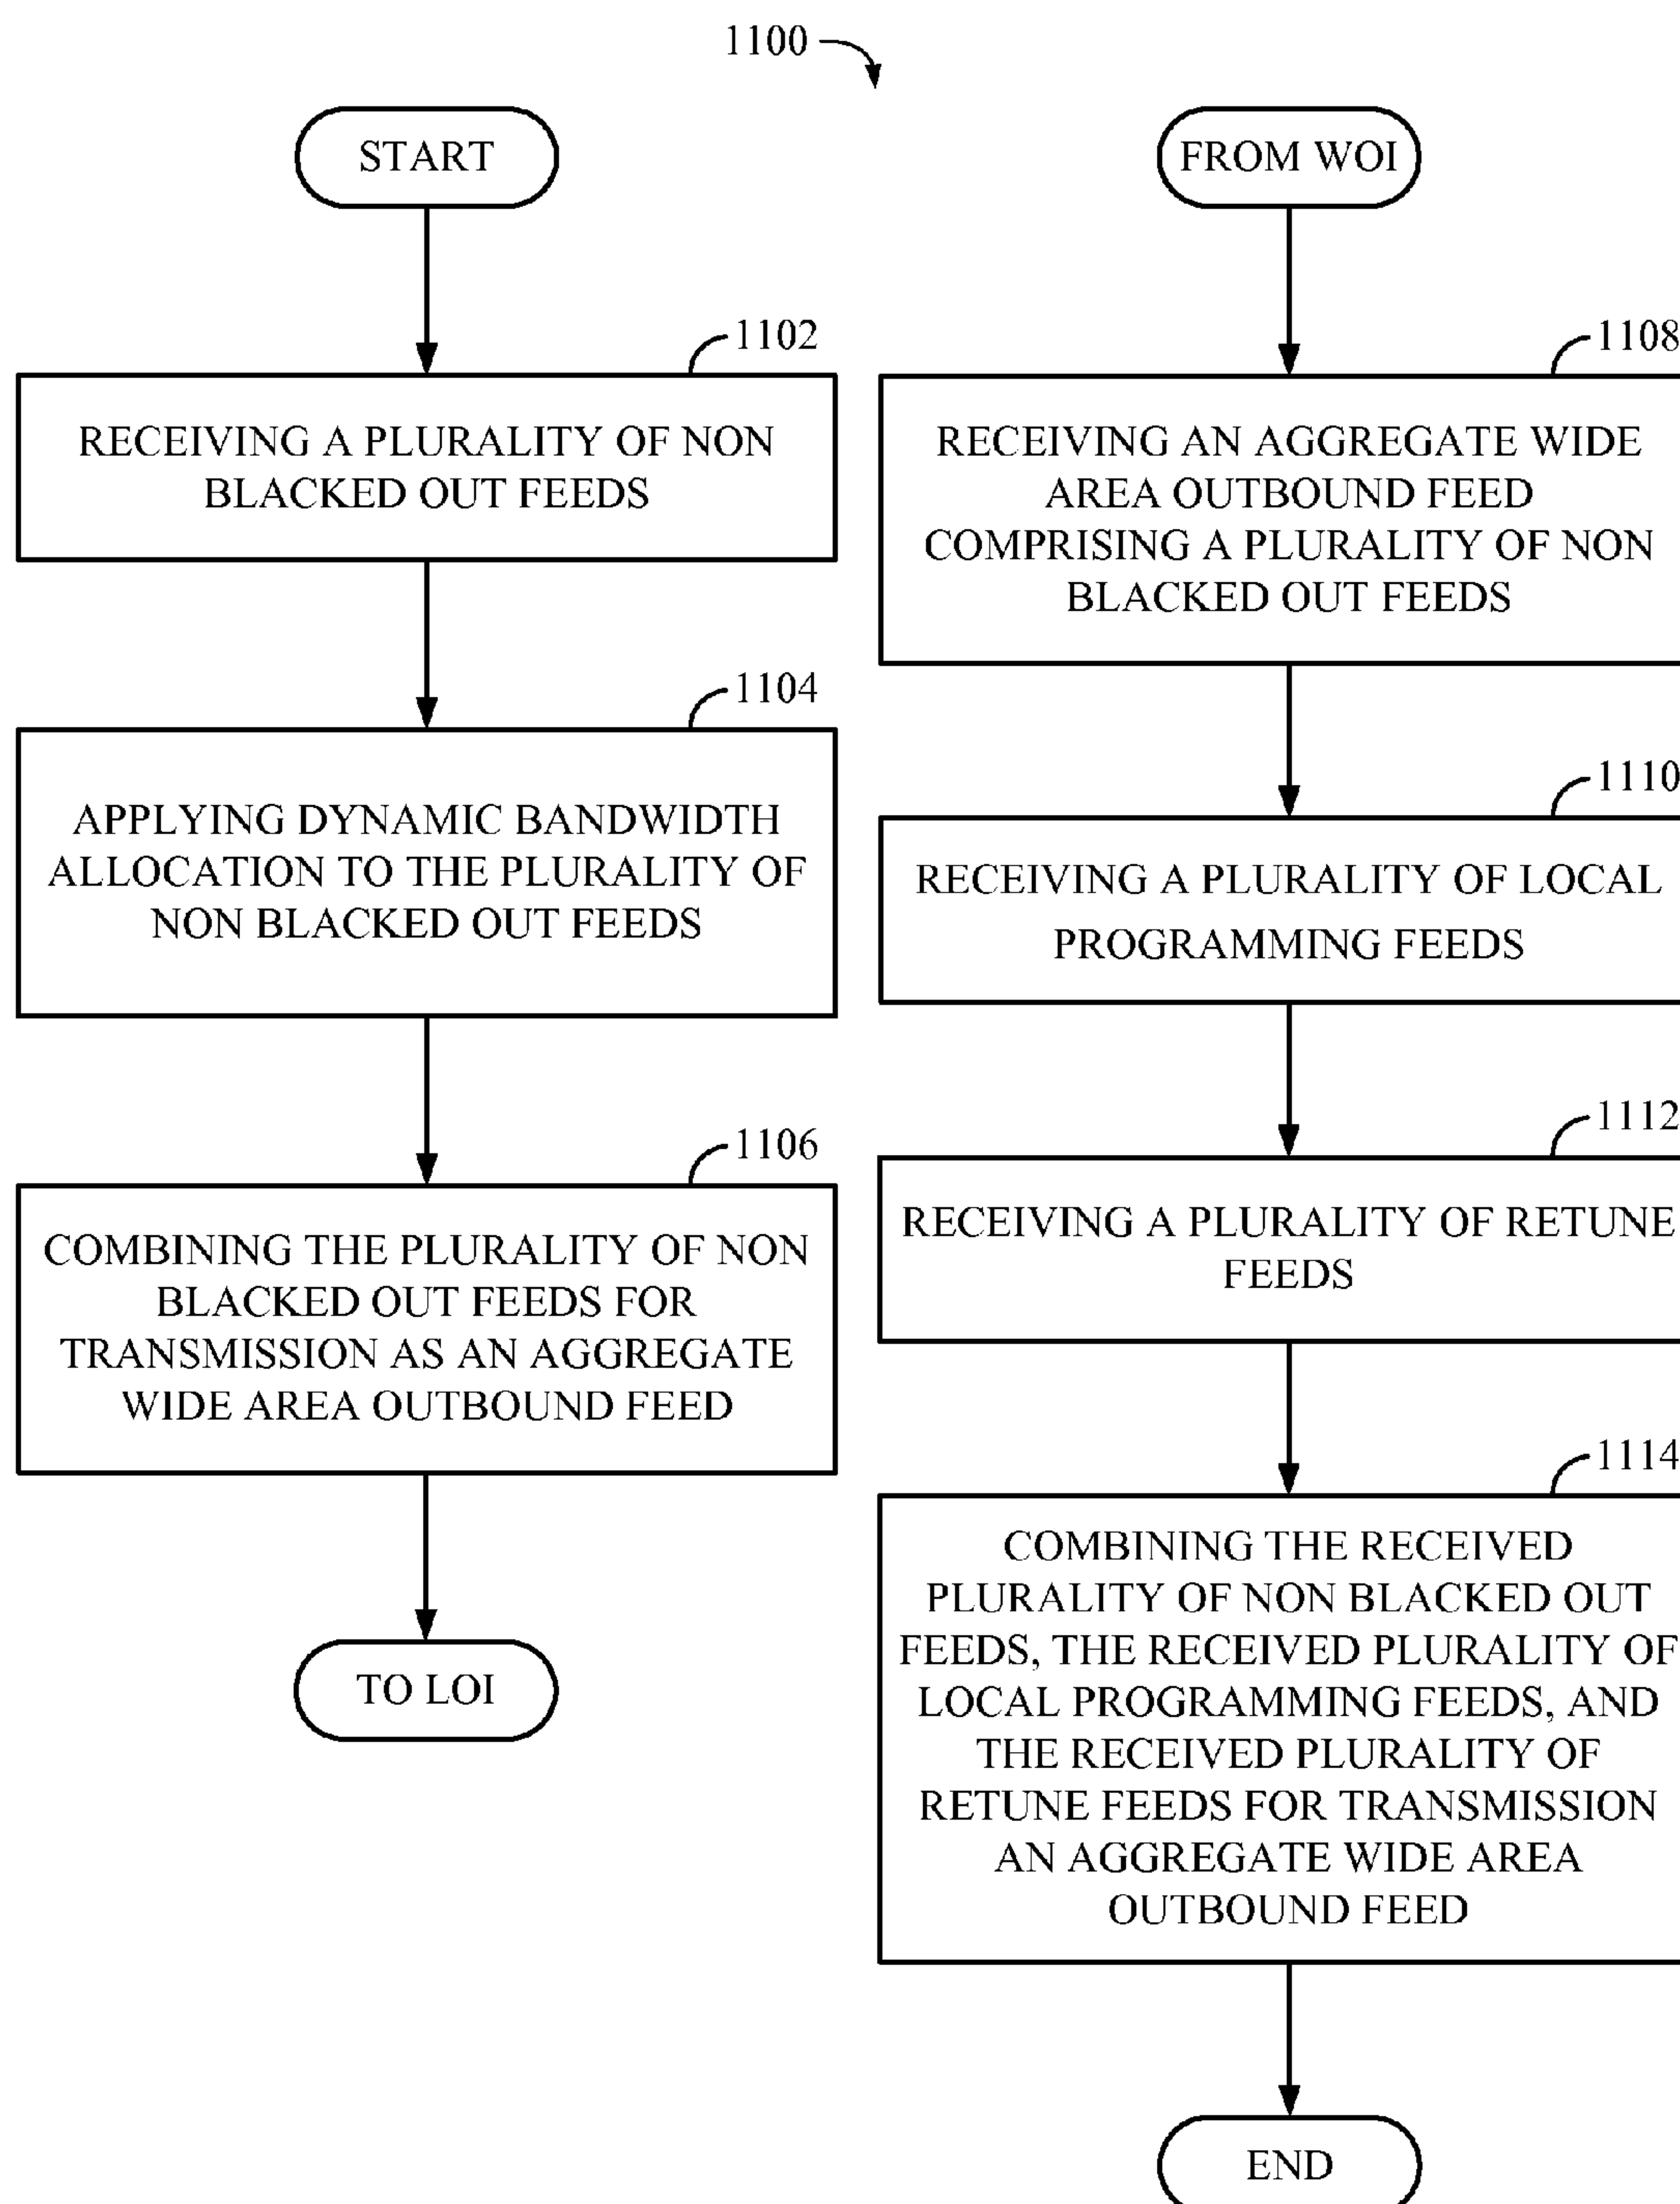 1100
START
1102
RECEIVING A PLURALITY OF NON
BLACKED OUT FEEDS
1104
APPLYING DYNAMIC BANDWIDTH
ALLOCATION TO THE PLURALITY OF
NON BLACKED OUT FEEDS
1106
COMBINING THE PLURALITY OF NON
BLACKED OUT FEEDS FOR
TRANSMISSION AS AN AGGREGATE
WIDE AREA OUTBOUND FEED
TO LOI
FROM WOI
1108
RECEIVING AN AGGREGATE WIDE
AREA OUTBOUND FEED
COMPRISING A PLURALITY OF NON
BLACKED OUT FEEDS
1110
RECEIVING A PLURALITY OF LOCAL
PROGRAMMING FEEDS
1112
RECEIVING A PLURALITY OF RETUNE
FEEDS
1114
COMBINING THE RECEIVED
PLURALITY OF NON BLACKED OUT
FEEDS, THE RECEIVED PLURALITY OF
LOCAL PROGRAMMING FEEDS, AND
THE RECEIVED PLURALITY OF
RETUNE FEEDS FOR TRANSMISSION
AN AGGREGATE WIDE AREA
OUTBOUND FEED
END